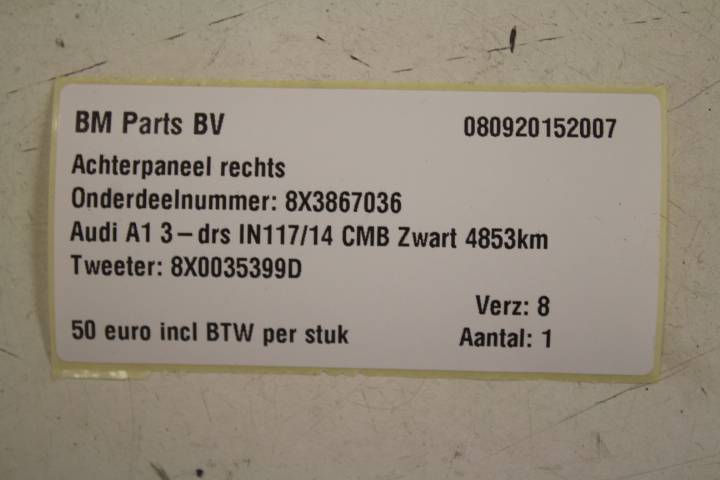 BM Parts BV 080920152007
Achterpaneel rechts
Onderdeelnummer: 8X3867036
Audi A1 3-drs IN117/14 CMB Zwart 4853km
Tweeter: 8X0035399D
Verz: 8
50 euro incl BTW per stuk Aantal: 1